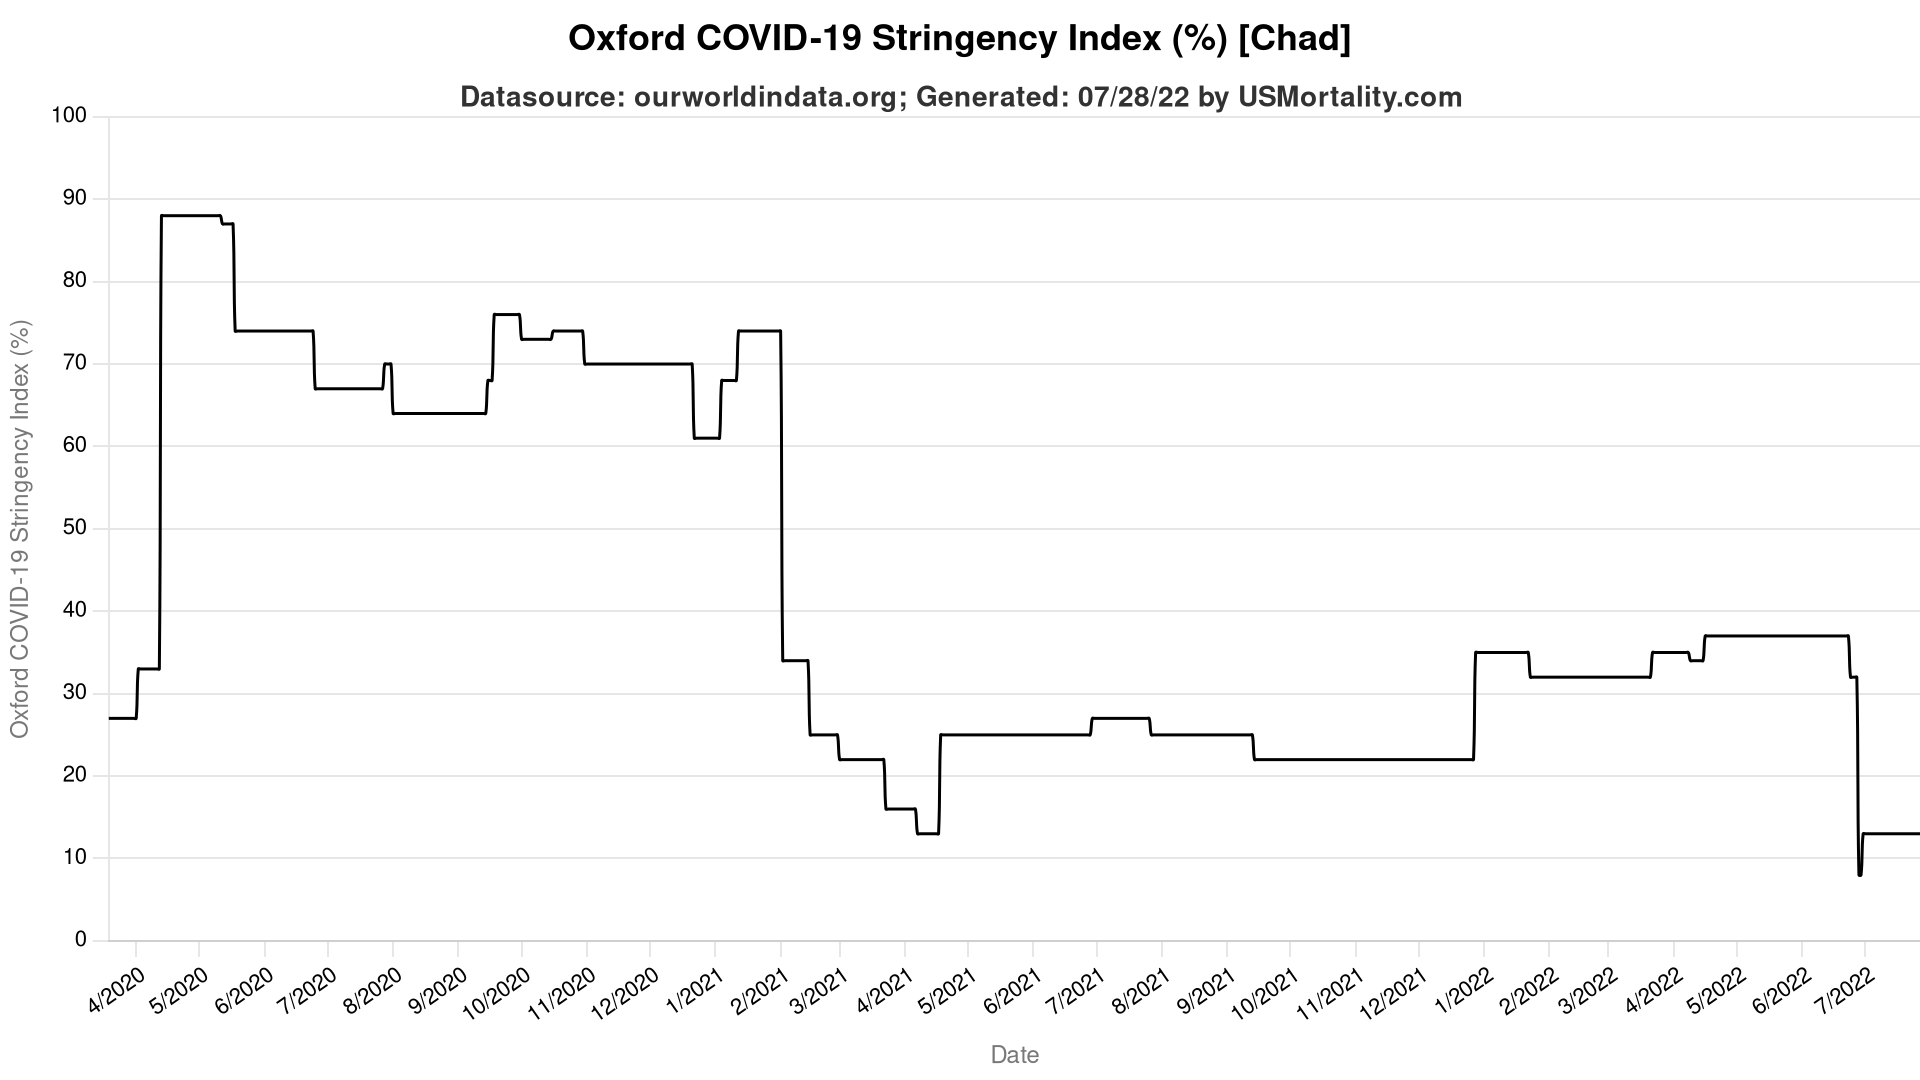 Oxford COVID-19 Stringency Index (%) [Chad]
Datasource: ourworldindata.org; Generated: 07/28/22 by USMortality.com
Oxford COVID-19 Stringency Index (%)
100
90
80
70
60
50
40
30
20
10
0
4/2020 5/2020 6/2020 7/2020 8/2020 9/2020 10/2020 11/2020 12/2020 1/2021 2/2021 3/2021 4/2021 5/2021 6/2021 7/2021 8/2021 9/2021 10/2021 11/2021 12/2021 1/2022 2/2022 3/2022 4/2022 5/2022 6/2022 7/2022
Date